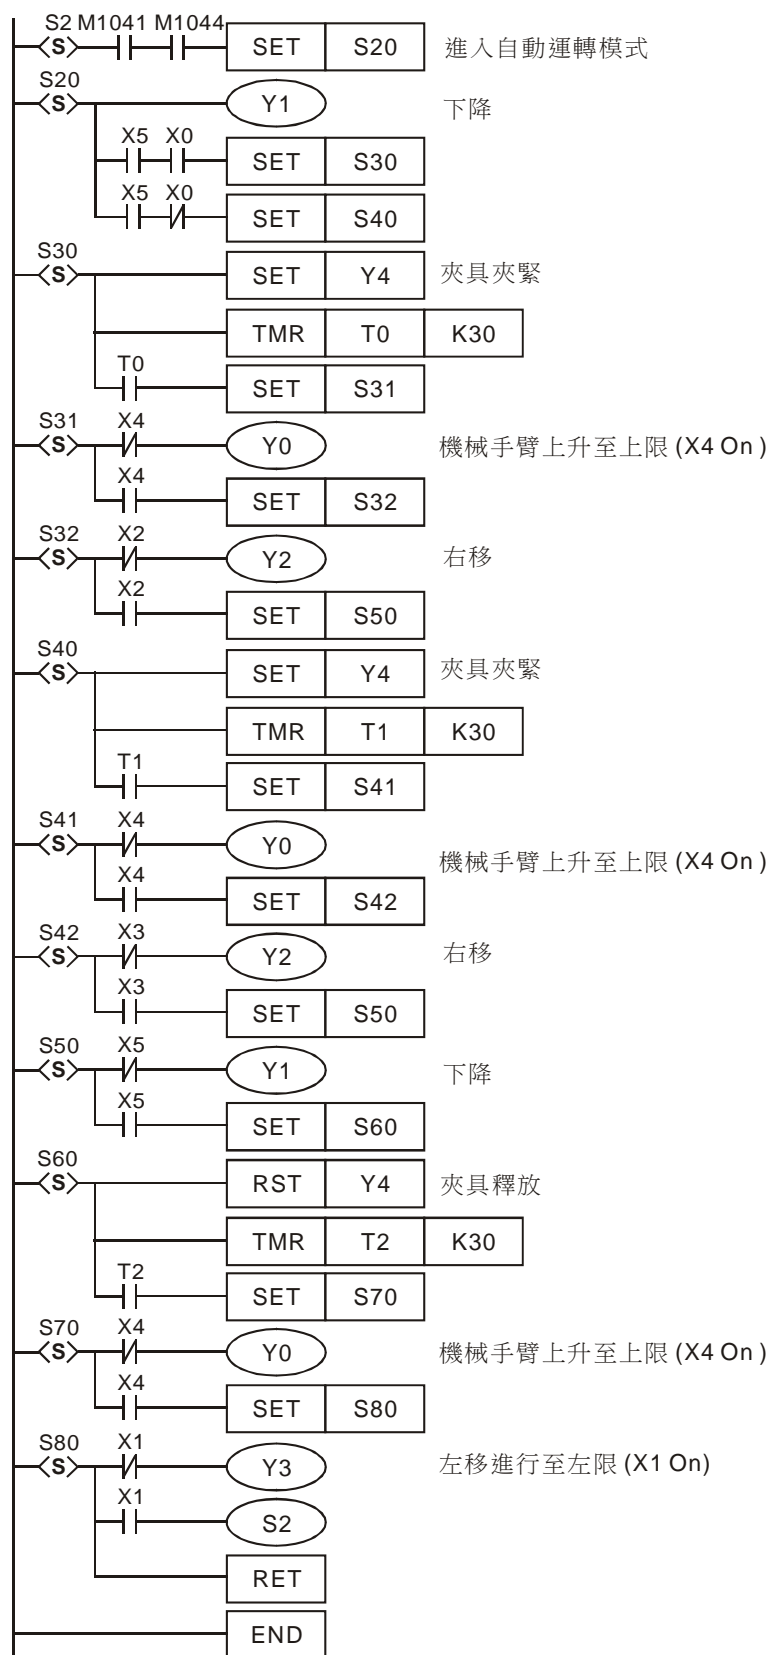 S2 M1041 M1044
S SET S20 進入自動運轉模式
S20
S Y1 下降
X5 X0
SET S30
X5 X0
SET S40
S30
S SET Y4 夾具夾緊
TMR T0 K30
T0
SET S31
S31 X4
S Y0 機械手臂上升至上限 (X4 On )
X4
SET S32
S32 X2
S Y2 右移
X2
SET S50
S40
S SET Y4 夾具夾緊
TMR T1 K30
T1
SET S41
S41 X4
S Y0 機械手臂上升至上限 (X4 On )
X4
SET S42
S42 X3
S Y2 右移
X3
SET S50
S50 X5
S Y1 下降
X5
SET S60
S60
S RST Y4 夾具釋放
TMR T2 K30
T2
SET S70
S70 X4
S Y0 機械手臂上升至上限 (X4 On )
X4
SET S80
S80 X1
S Y3 左移進行至左限 (X1 On)
X1
S2
RET
END